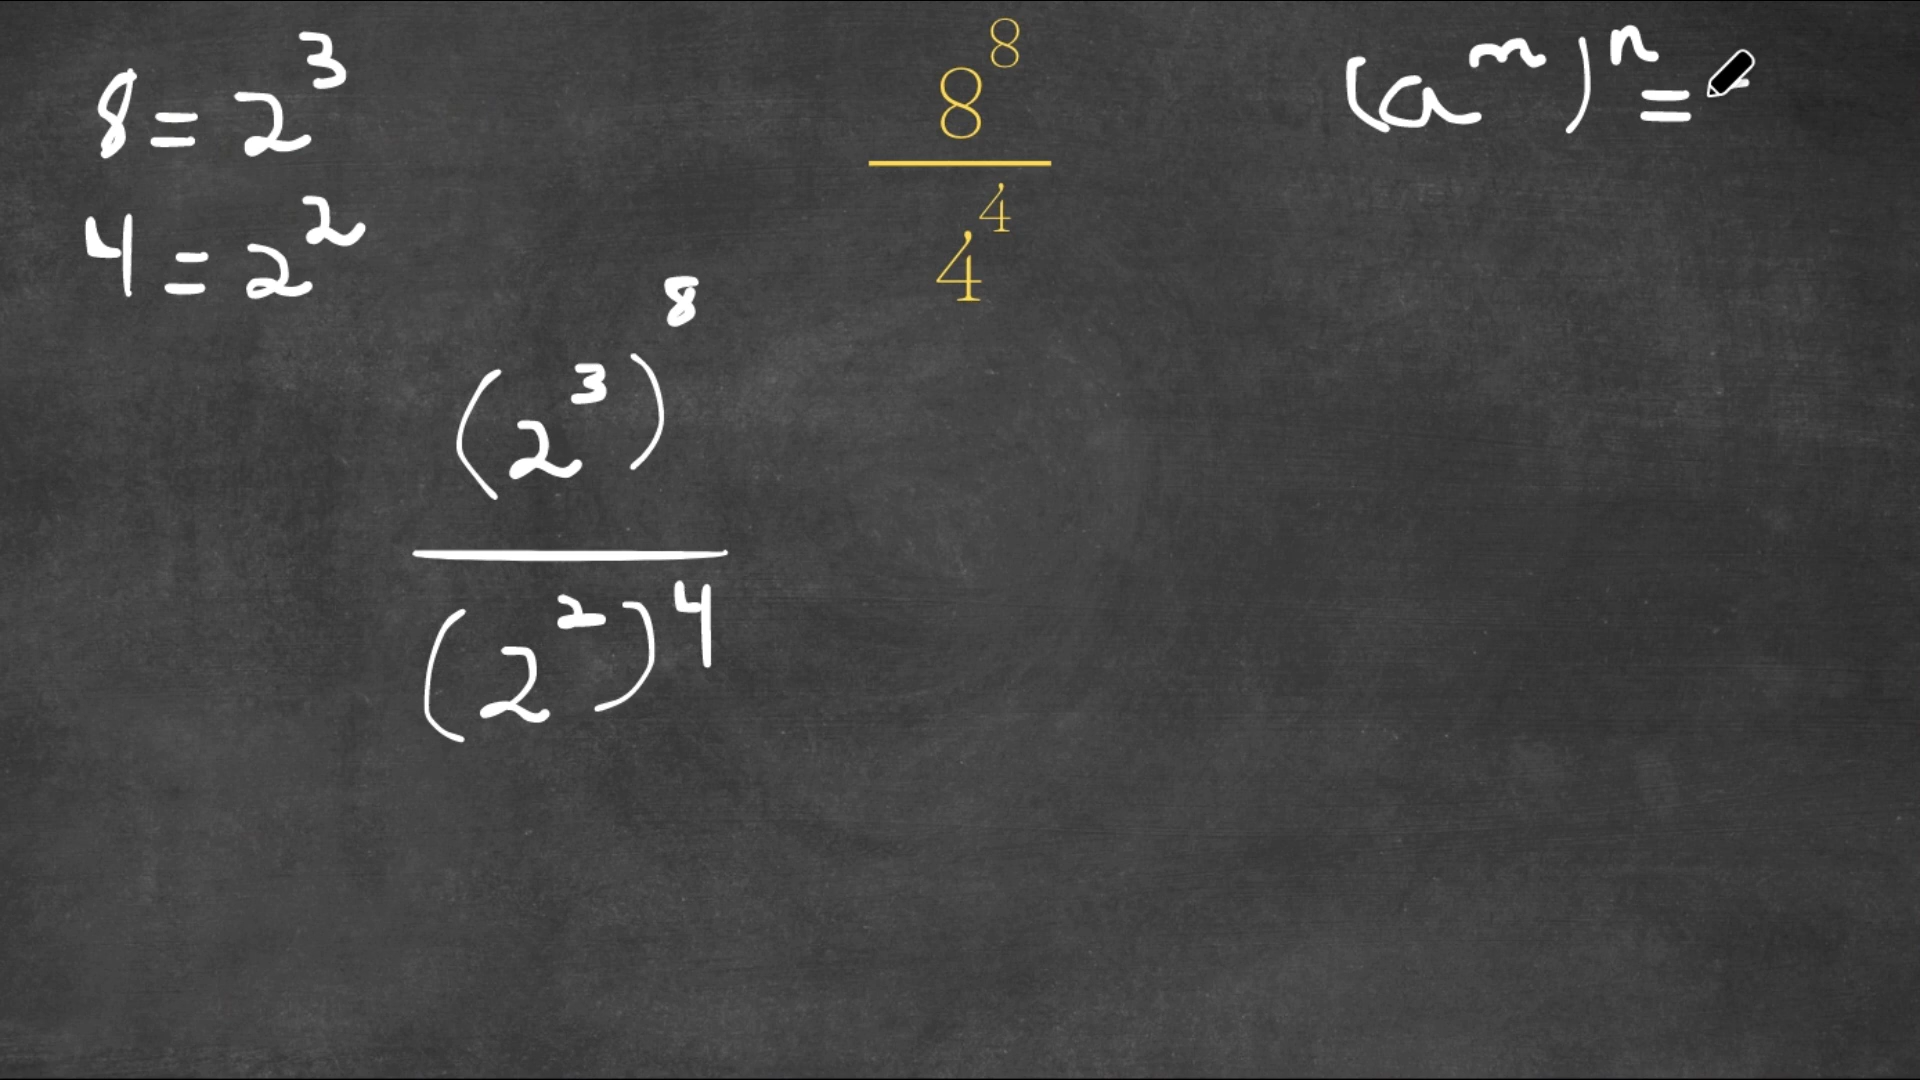 8 = 2^3
4 = 2^2
8^8
4^4
(a^m)^n =
(2^3)^8
(2^2)^4